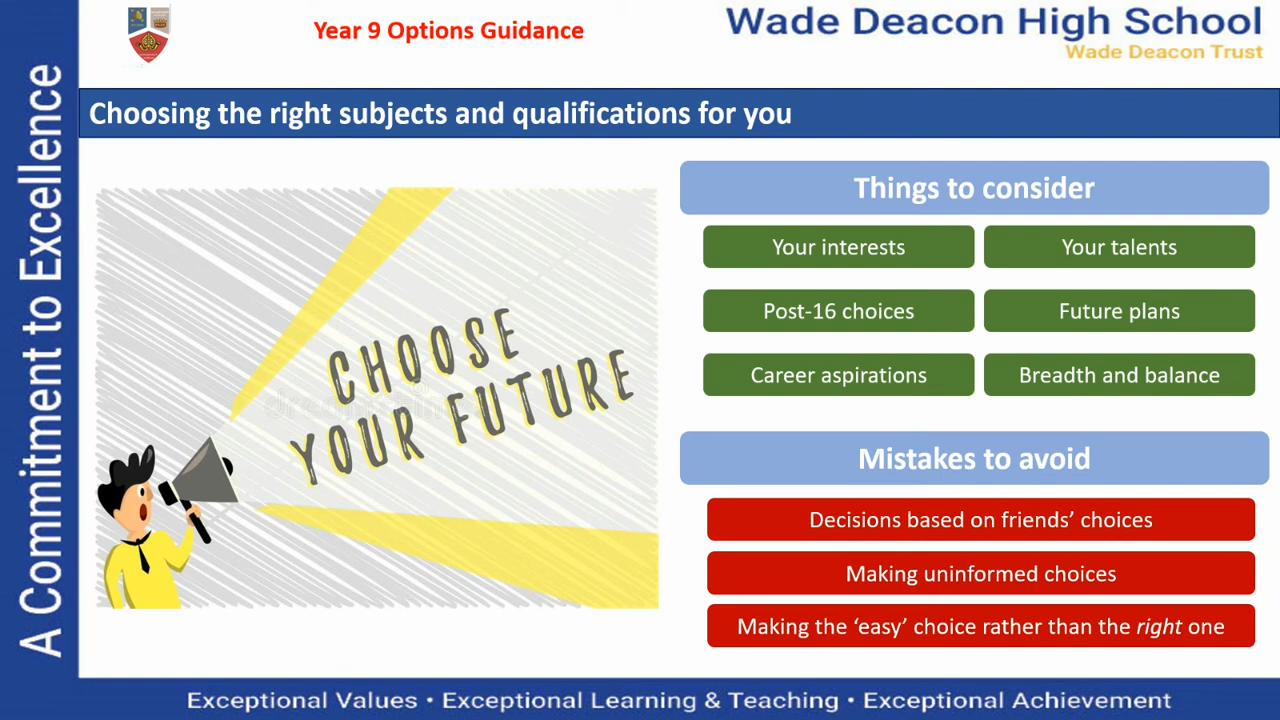 Year 9 Options Guidance
Wade Deacon High School
Wade Deacon Trust
A Commitment to Excellence
Choosing the right subjects and qualifications for you
CHOOSE
YOUR FUTURE
Things to consider
Your interests
Your talents
Post-16 choices
Future plans
Career aspirations
Breadth and balance
Mistakes to avoid
Decisions based on friends’ choices
Making uninformed choices
Making the ‘easy’ choice rather than the right one
Exceptional Values • Exceptional Learning & Teaching • Exceptional Achievement